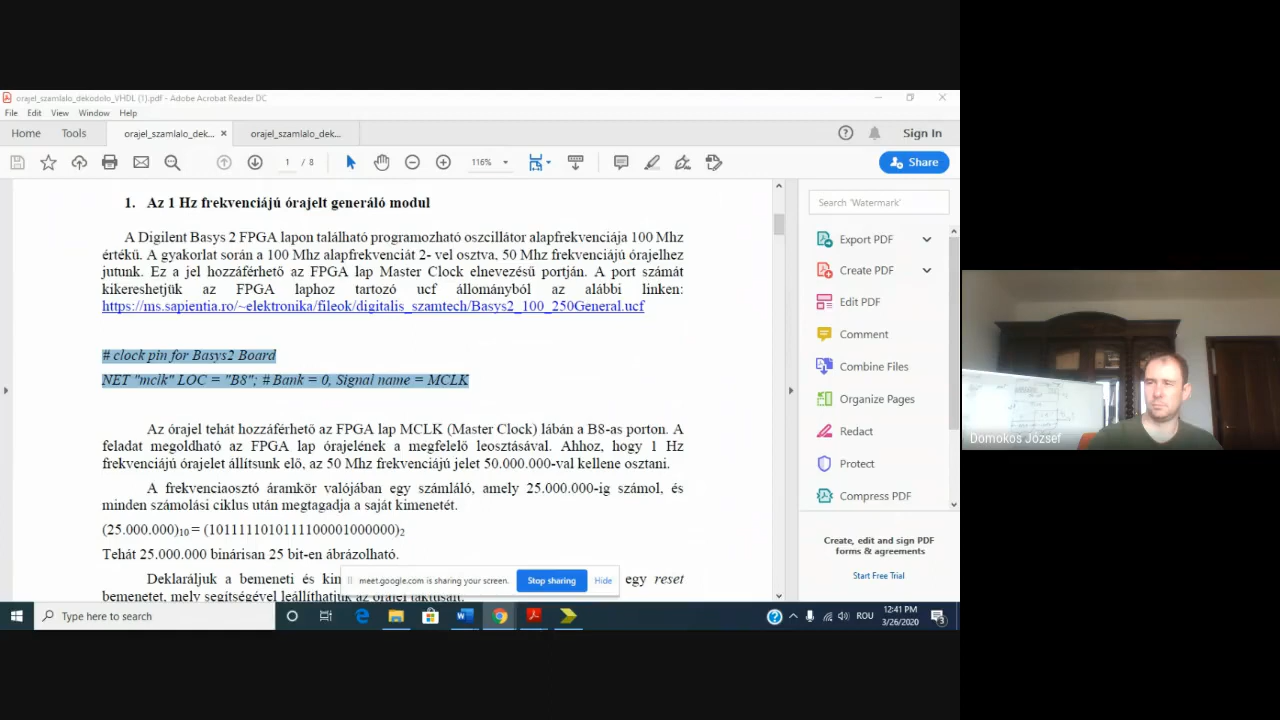 orajel_szamlalo_dekodolo_VHDL (1).pdf - Adobe Acrobat Reader DC
File Edit View Window Help
Home Tools orajel_szamlalo_dek... × orajel_szamlalo_dek... Sign In
1 / 8 116% Share
1. Az 1 Hz frekvenciájú órajelt generáló modul
A Digilent Basys 2 FPGA lapon található programozható oszcillátor alapfrekvenciája 100 Mhz
értékű. A gyakorlat során a 100 Mhz alapfrekvenciát 2- vel osztva, 50 Mhz frekvenciájú órajelhez
jutunk. Ez a jel hozzáférhető az FPGA lap Master Clock elnevezésű portján. A port számát
kikereshetjük az FPGA laphoz tartozó ucf állományból az alábbi linken:
https://ms.sapientia.ro/~elektronika/fileok/digitalis_szamtech/Basys2_100_250General.ucf
# clock pin for Basys2 Board
NET "mclk" LOC = "B8"; # Bank = 0, Signal name = MCLK
Az órajel tehát hozzáférhető az FPGA lap MCLK (Master Clock) lábán a B8-as porton. A
feladat megoldható az FPGA lap órajelének a megfelelő leosztásával. Ahhoz, hogy 1 Hz
frekvenciájú órajelet állítsunk elő, az 50 Mhz frekvenciájú jelet 50.000.000-val kellene osztani.
A frekvenciaosztó áramkör valójában egy számláló, amely 25.000.000-ig számol, és
minden számolási ciklus után megtagadja a saját kimenetét.
(25.000.000)10 = (1011111010111100001000000)2
Tehát 25.000.000 binárisan 25 bit-en ábrázolható.
Deklaráljuk a bemeneti és egy reset
bemenetet, mely segítségével leállíthatjuk az órajel taktusait.
meet.google.com is sharing your screen. Stop sharing Hide
Search 'Watermark'
Export PDF
Create PDF
Edit PDF
Comment
Combine Files
Organize Pages
Redact
Protect
Compress PDF
Create, edit and sign PDF
forms & agreements
Start Free Trial
Type here to search
ROU
12:41 PM
3/26/2020
3
Domokos József